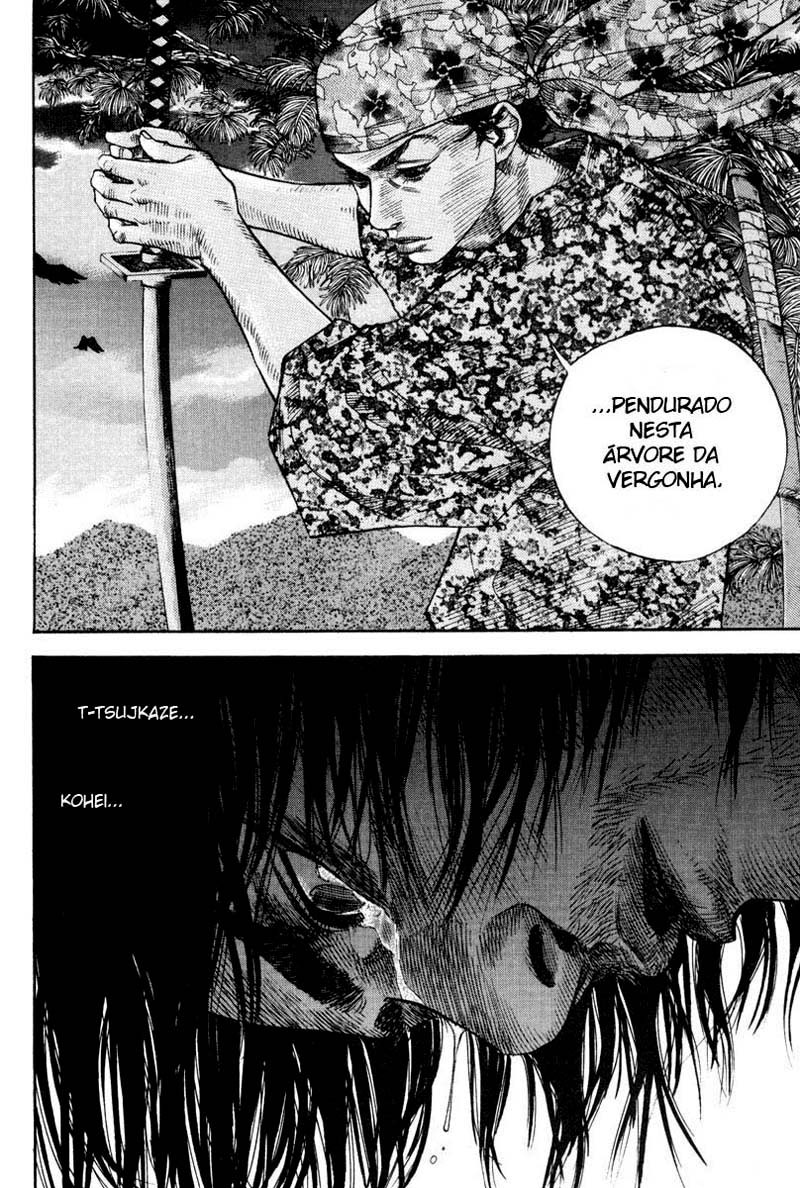 ...PENDURADO
NESTA
ÁRVORE DA
VERGONHA.
T-TSUJKAZE...
KOHEI...